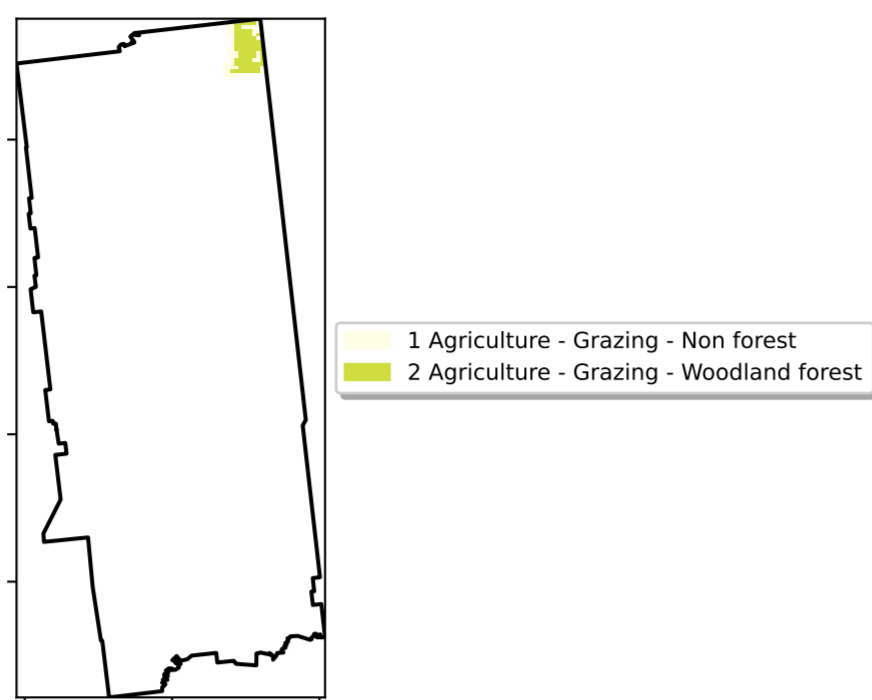 1 Agriculture - Grazing - Non forest
2 Agriculture - Grazing - Woodland forest